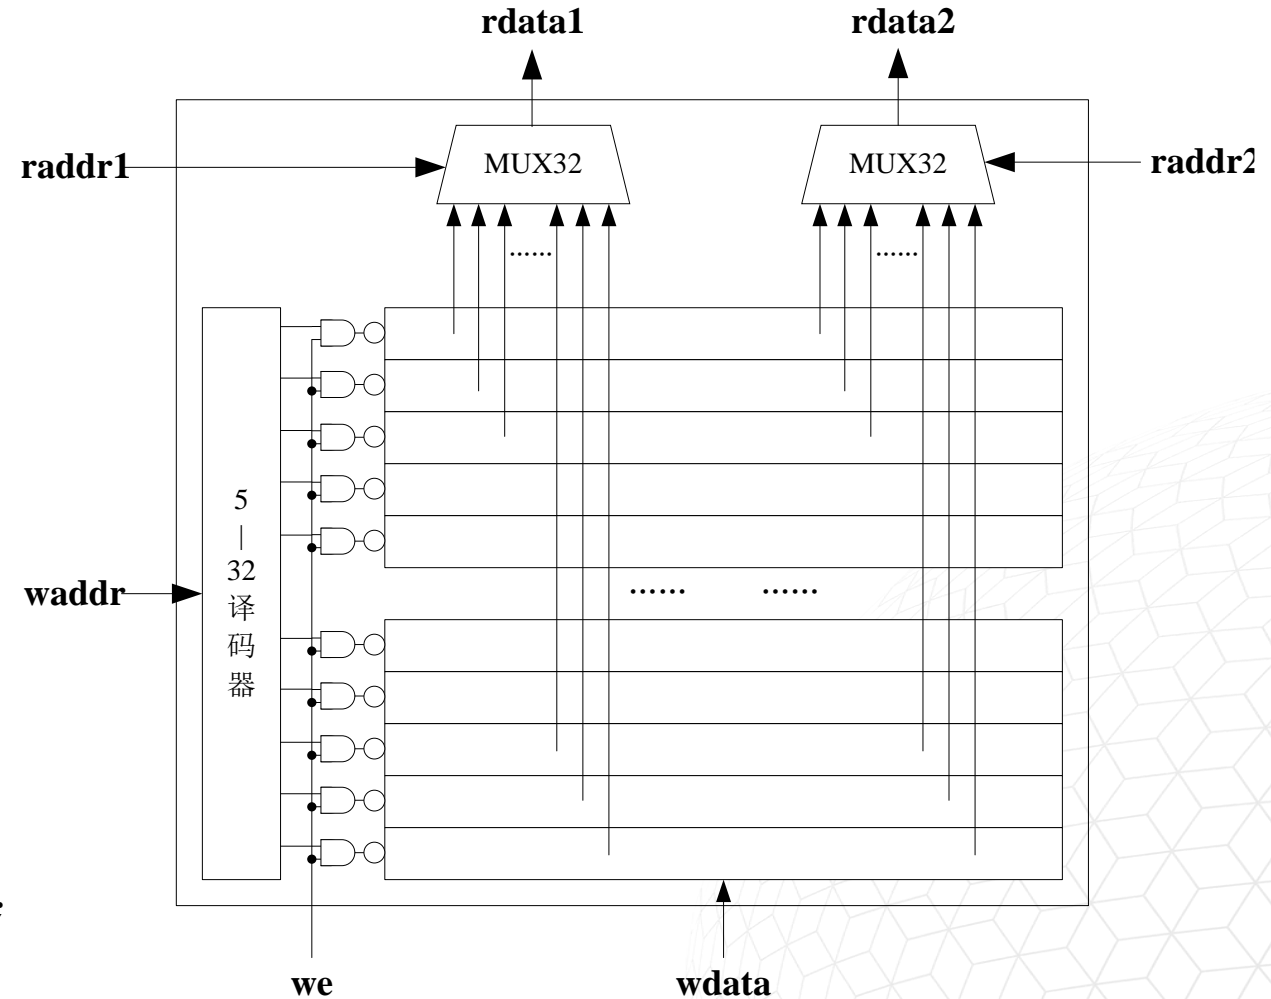 rdata1
rdata2
raddr1
MUX32
MUX32
raddr2
......
......
5
—
32
译
码
器
waddr
......
......
we
wdata